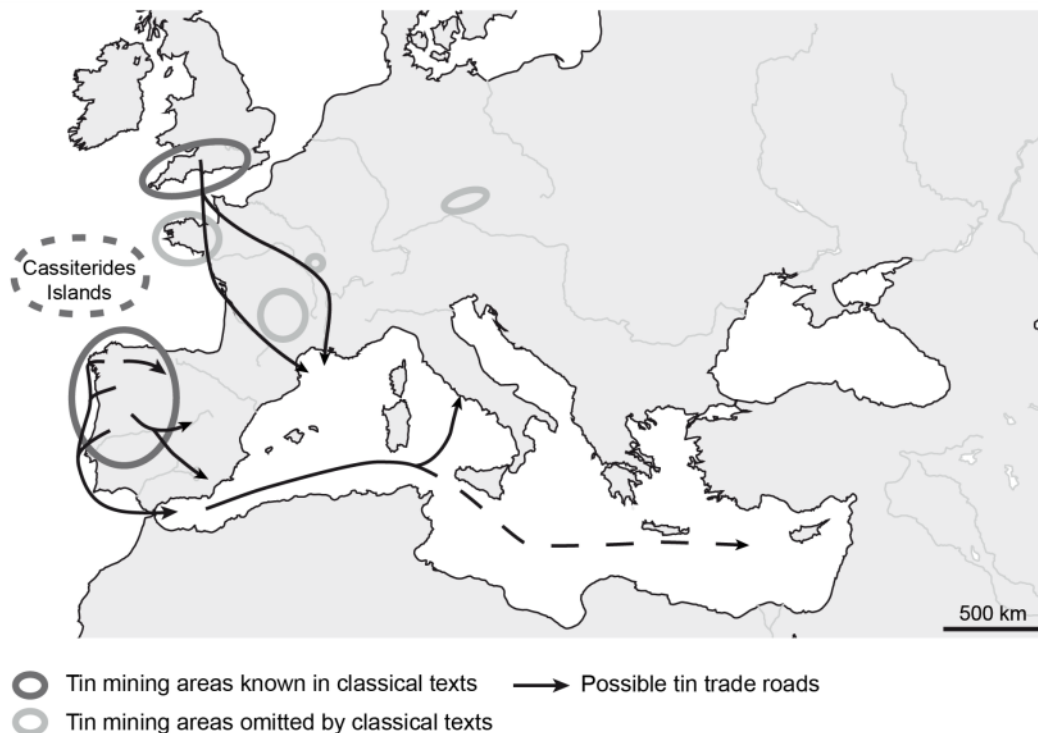 Cassiterides
Islands
500 km
Tin mining areas known in classical texts
Possible tin trade roads
Tin mining areas omitted by classical texts